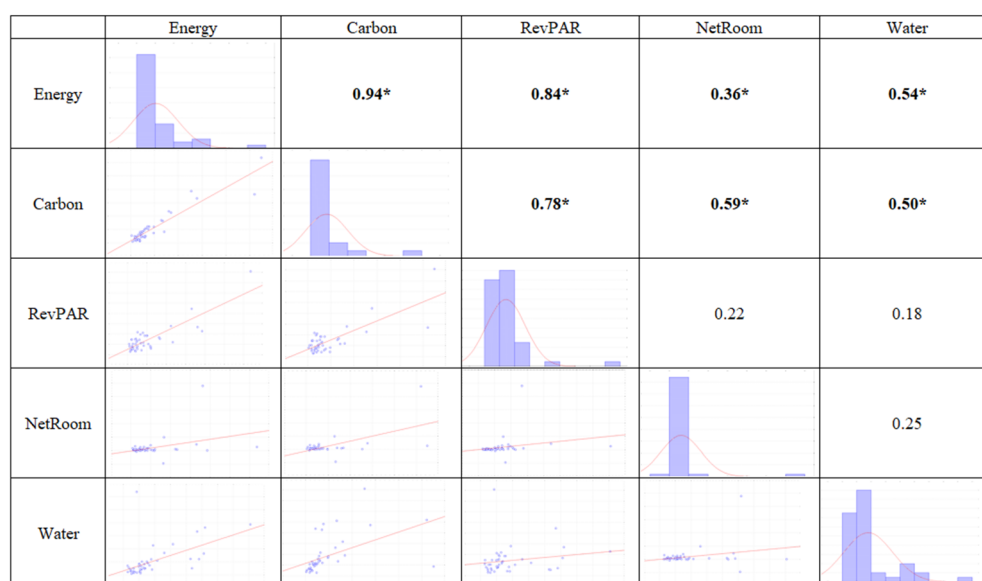 Energy Carbon RevPAR NetRoom Water
Energy 0.94* 0.84* 0.36* 0.54*
Carbon 0.78* 0.59* 0.50*
RevPAR 0.22 0.18
NetRoom 0.25
Water